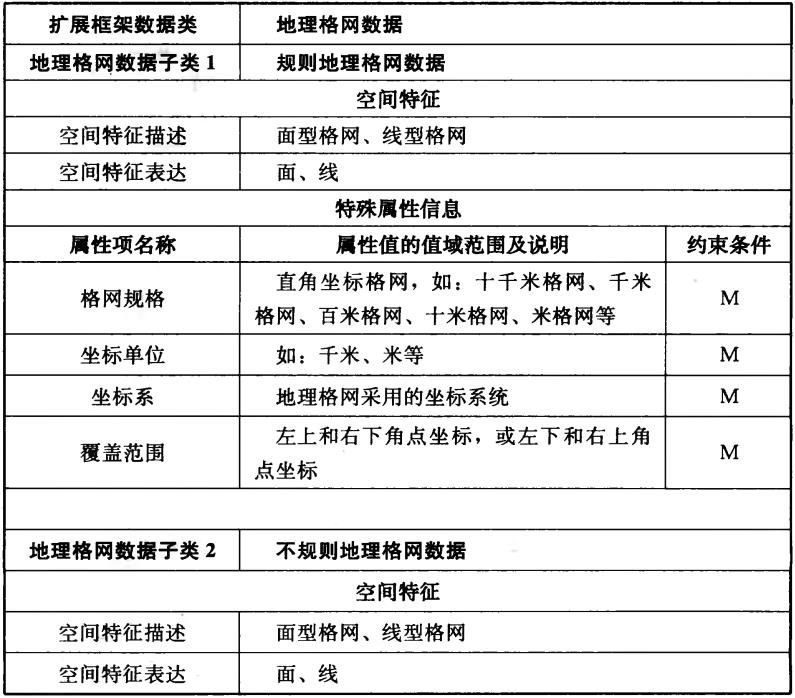 扩展框架数据类 地理格网数据
地理格网数据子类 1 规则地理格网数据
空间特征
空间特征描述 面型格网、线型格网
空间特征表达 面、线
特殊属性信息
属性项名称 属性值的值域范围及说明 约束条件
格网规格 直角坐标格网，如：十千米格网、千米 M
格网、百米格网、十米格网、米格网等
坐标单位 如：千米、米等 M
坐标系 地理格网采用的坐标系统 M
覆盖范围 左上和右下角点坐标，或左下和右上角 M
点坐标
地理格网数据子类 2 不规则地理格网数据
空间特征
空间特征描述 面型格网、线型格网
空间特征表达 面、线